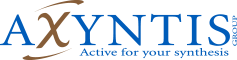 AXYNTIS GROUP
Active for your synthesis